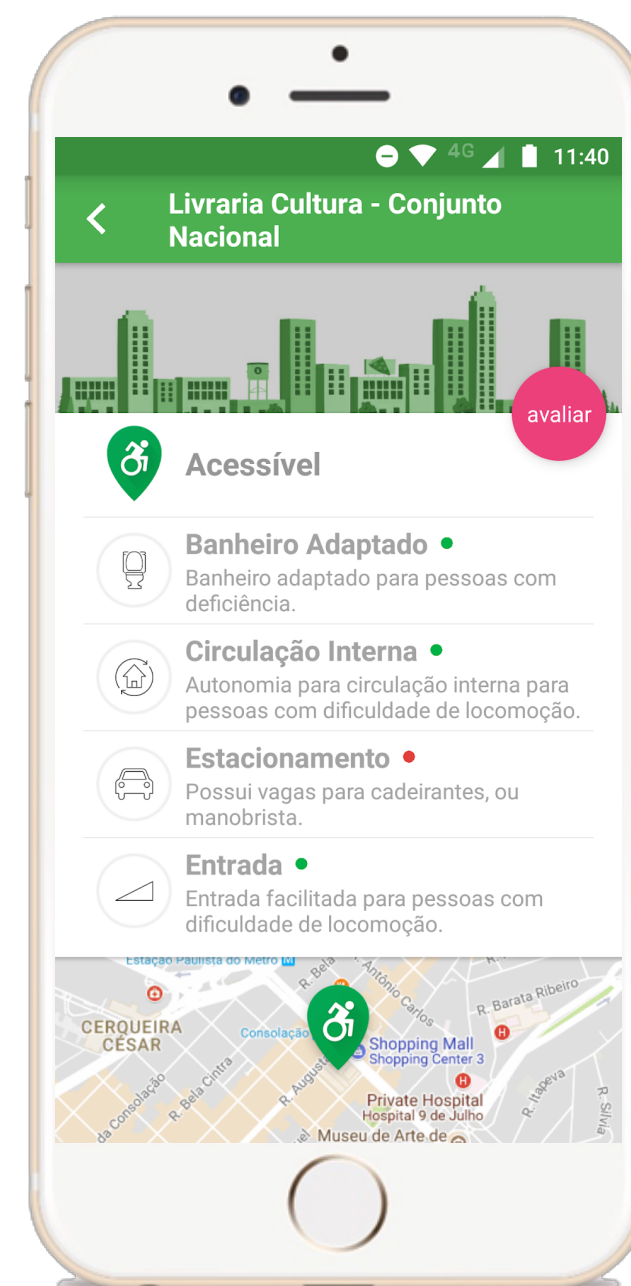 4G 11:40
Livraria Cultura - Conjunto
Nacional
avaliar
Acessível
Banheiro Adaptado
Banheiro adaptado para pessoas com
deficiência.
Circulação Interna
Autonomia para circulação interna para
pessoas com dificuldade de locomoção.
Estacionamento
Possui vagas para cadeirantes, ou
manobrista.
Entrada
Entrada facilitada para pessoas com
dificuldade de locomoção.
Estação Paulista do Metrô M
R. Bela
Antônio Carlos
R. Barata Ribeiro
H
CERQUEIRA
CÉSAR
Consolação
Shopping Mall
Shopping Center 3
da Consolação
R. Bela Cintra
R. Augusta
H
Private Hospital
Hospital 9 de Julho
R. Itapeva
R. Sílvia
Museu de Arte de